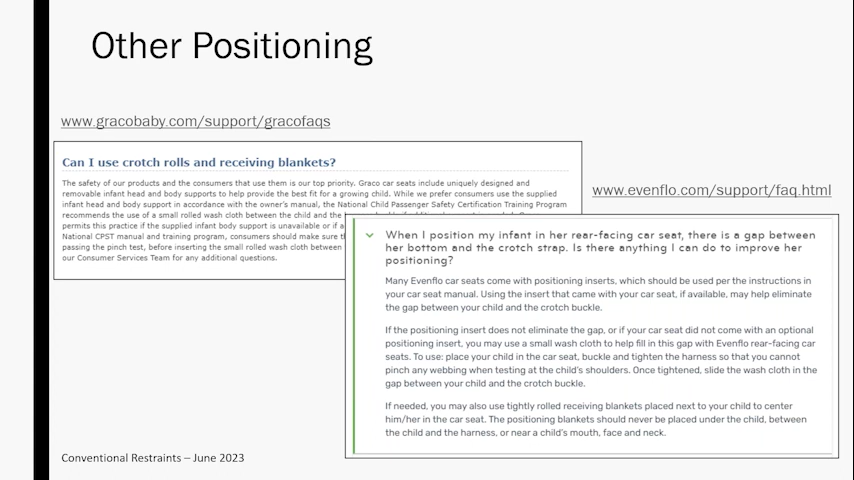 Other Positioning
www.gracobaby.com/support/gracofaqs
Can I use crotch rolls and receiving blankets?
The safety of our products and the consumers that use them is our top priority. Graco car seats include uniquely designed and
removable infant head and body supports to help provide the best fit for a growing child. While we prefer consumers use the supplied
infant head and body support in accordance with the owner's manual, the National Child Passenger Safety Certification Training Program
recommends the use of a small rolled wash cloth between the child and the
permits this practice if the supplied infant body support is unavailable or if a
National CPST manual and training program, consumers should make sure t
passing the pinch test, before inserting the small rolled wash cloth between
our Consumer Services Team for any additional questions.
www.evenflo.com/support/faq.html
When I position my infant in her rear-facing car seat, there is a gap between
her bottom and the crotch strap. Is there anything I can do to improve her
positioning?
Many Evenflo car seats come with positioning inserts, which should be used per the instructions in
your car seat manual. Using the insert that came with your car seat, if available, may help eliminate
the gap between your child and the crotch buckle.
If the positioning insert does not eliminate the gap, or if your car seat did not come with an optional
positioning insert, you may use a small wash cloth to help fill in this gap with Evenflo rear-facing car
seats. To use: place your child in the car seat, buckle and tighten the harness so that you cannot
pinch any webbing when testing at the child's shoulders. Once tightened, slide the wash cloth in the
gap between your child and the crotch buckle.
If needed, you may also use tightly rolled receiving blankets placed next to your child to center
him/her in the car seat. The positioning blankets should never be placed under the child, between
the child and the harness, or near a child's mouth, face and neck.
Conventional Restraints – June 2023